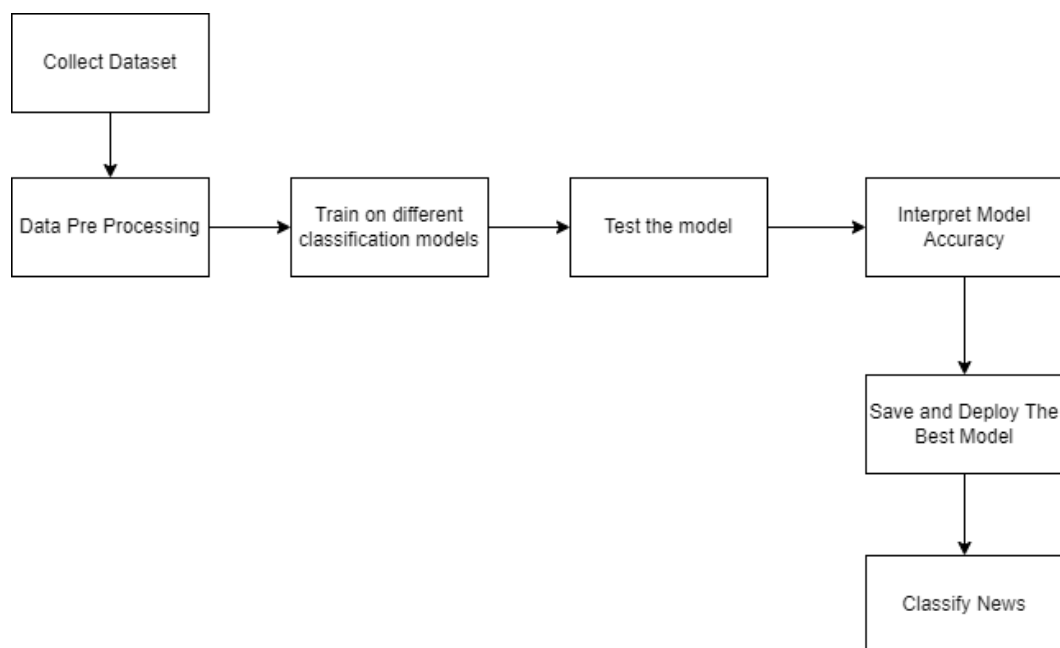 Collect Dataset
Data Pre Processing
Train on different
classification models
Test the model
Interpret Model
Accuracy
Save and Deploy The
Best Model
Classify News